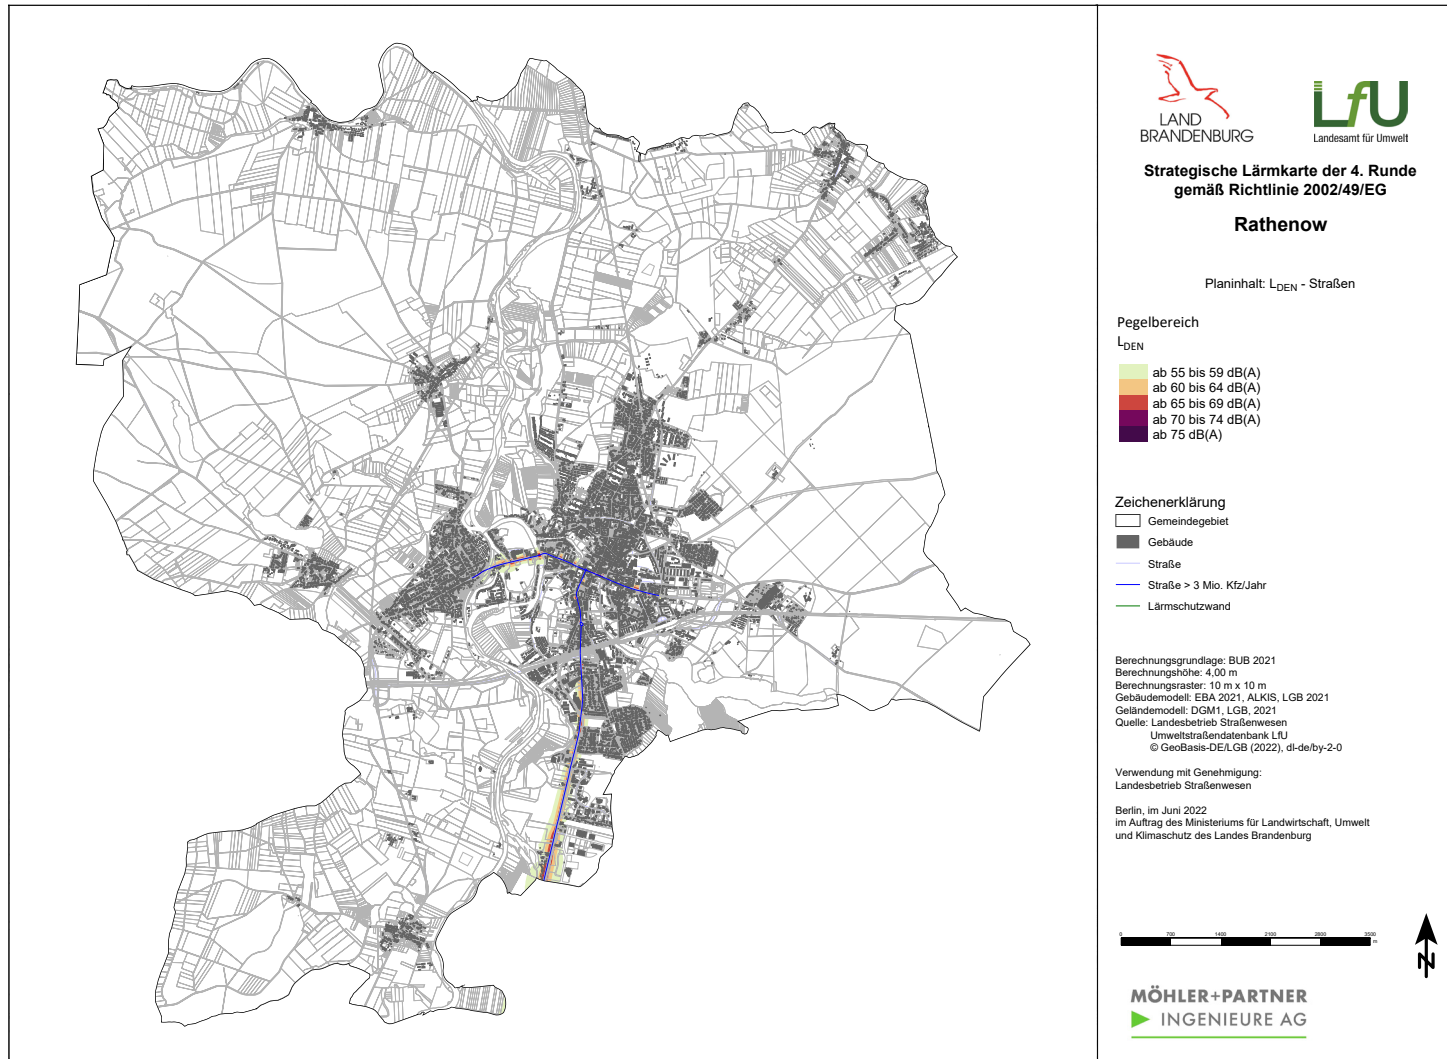 LAND
BRANDENBURG
LfU
Landesamt für Umwelt
Strategische Lärmkarte der 4. Runde
gemäß Richtlinie 2002/49/EG
Rathenow
Planinhalt: LDEN - Straßen
Pegelbereich
LDEN
ab 55 bis 59 dB(A)
ab 60 bis 64 dB(A)
ab 65 bis 69 dB(A)
ab 70 bis 74 dB(A)
ab 75 dB(A)
Zeichenerklärung
Gemeindegebiet
Gebäude
Straße
Straße > 3 Mio. Kfz/Jahr
Lärmschutzwand
Berechnungsgrundlage: BUB 2021
Berechnungshöhe: 4,00 m
Berechnungsraster: 10 m x 10 m
Gebäudemodell: EBA 2021, ALKIS, LGB 2021
Geländemodell: DGM1, LGB, 2021
Quelle: Landesbetrieb Straßenwesen
Umweltstraßendatenbank LfU
© GeoBasis-DE/LGB (2022), dl-de/by-2-0
Verwendung mit Genehmigung:
Landesbetrieb Straßenwesen
Berlin, im Juni 2022
im Auftrag des Ministeriums für Landwirtschaft, Umwelt
und Klimaschutz des Landes Brandenburg
0 700 1400 2100 2800 3500
m
N
MÖHLER+PARTNER
INGENIEURE AG